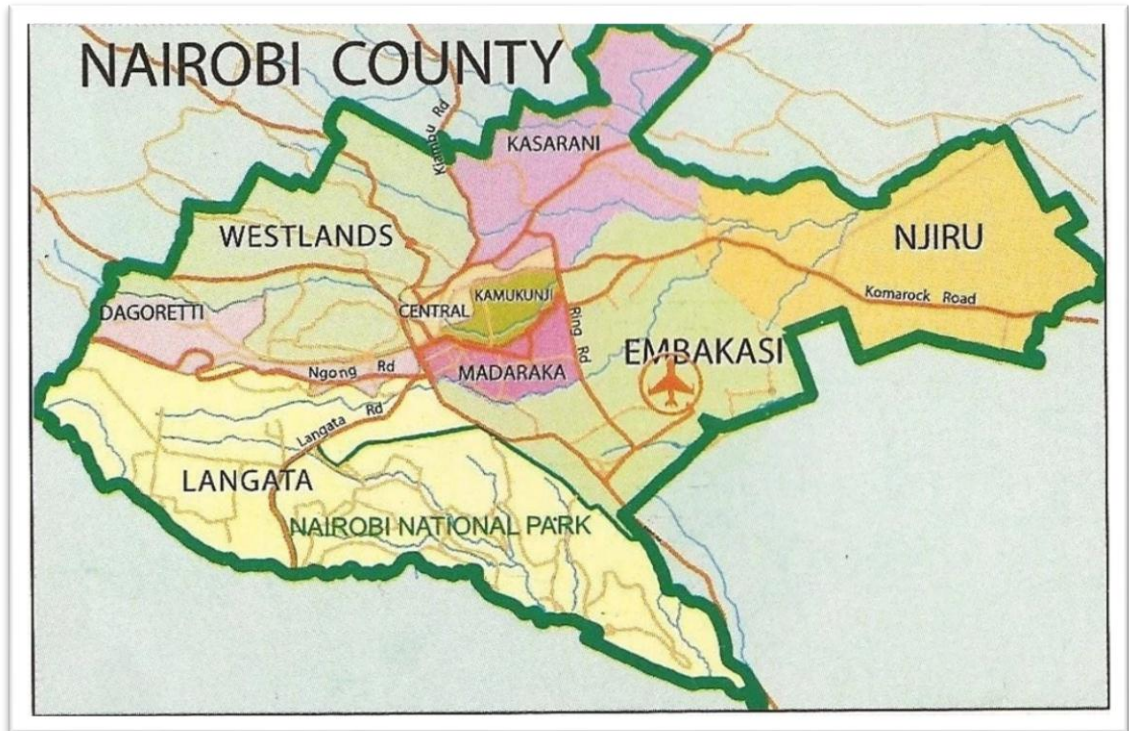 NAIROBI COUNTY
Kiambu Rd
KASARANI
WESTLANDS
NJIRU
KAMUKUNJI
Komarock Road
DAGORETTI
CENTRAL
Ring Rd
EMBAKASI
Ngong Rd
MADARAKA
Langata Rd
LANGATA
NAIROBI NATIONAL PARK